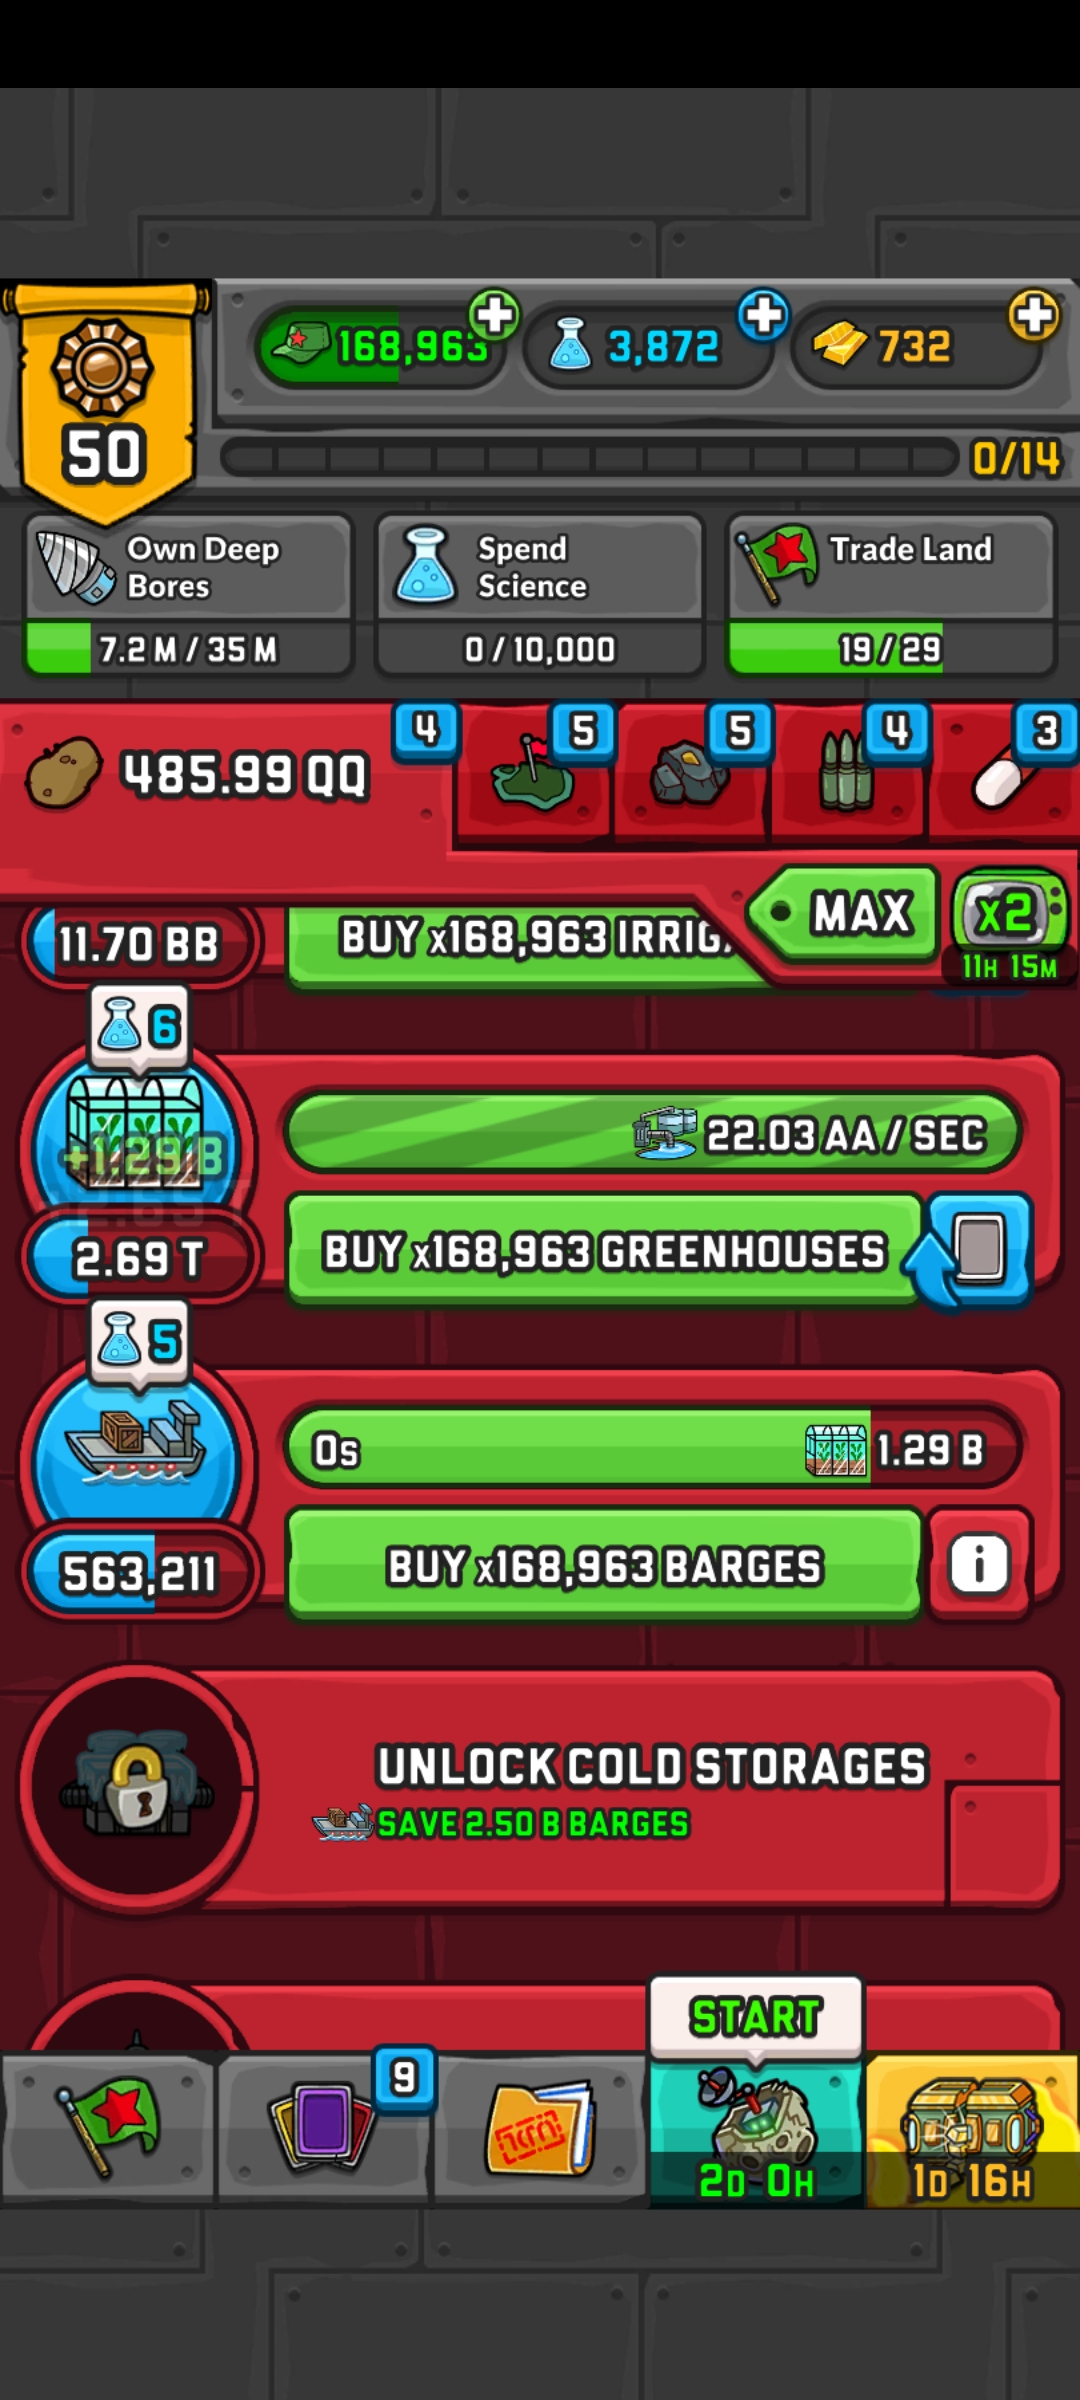 168,963
3,872
732
50
0/14
Own Deep
Bores
7.2 M / 35 M
Spend
Science
0 / 10,000
Trade Land
19 / 29
485.99 QQ
4
5
5
4
3
MAX
x2
11H 15M
11.70 BB
BUY x168,963
6
+1.29 B
2.69 T
22.03 AA / SEC
BUY x168,963 GREENHOUSES
5
0s
1.29 B
563,211
BUY x168,963 BARGES
i
UNLOCK COLD STORAGES
SAVE 2.50 B BARGES
START
9
2D 0H
1D 16H